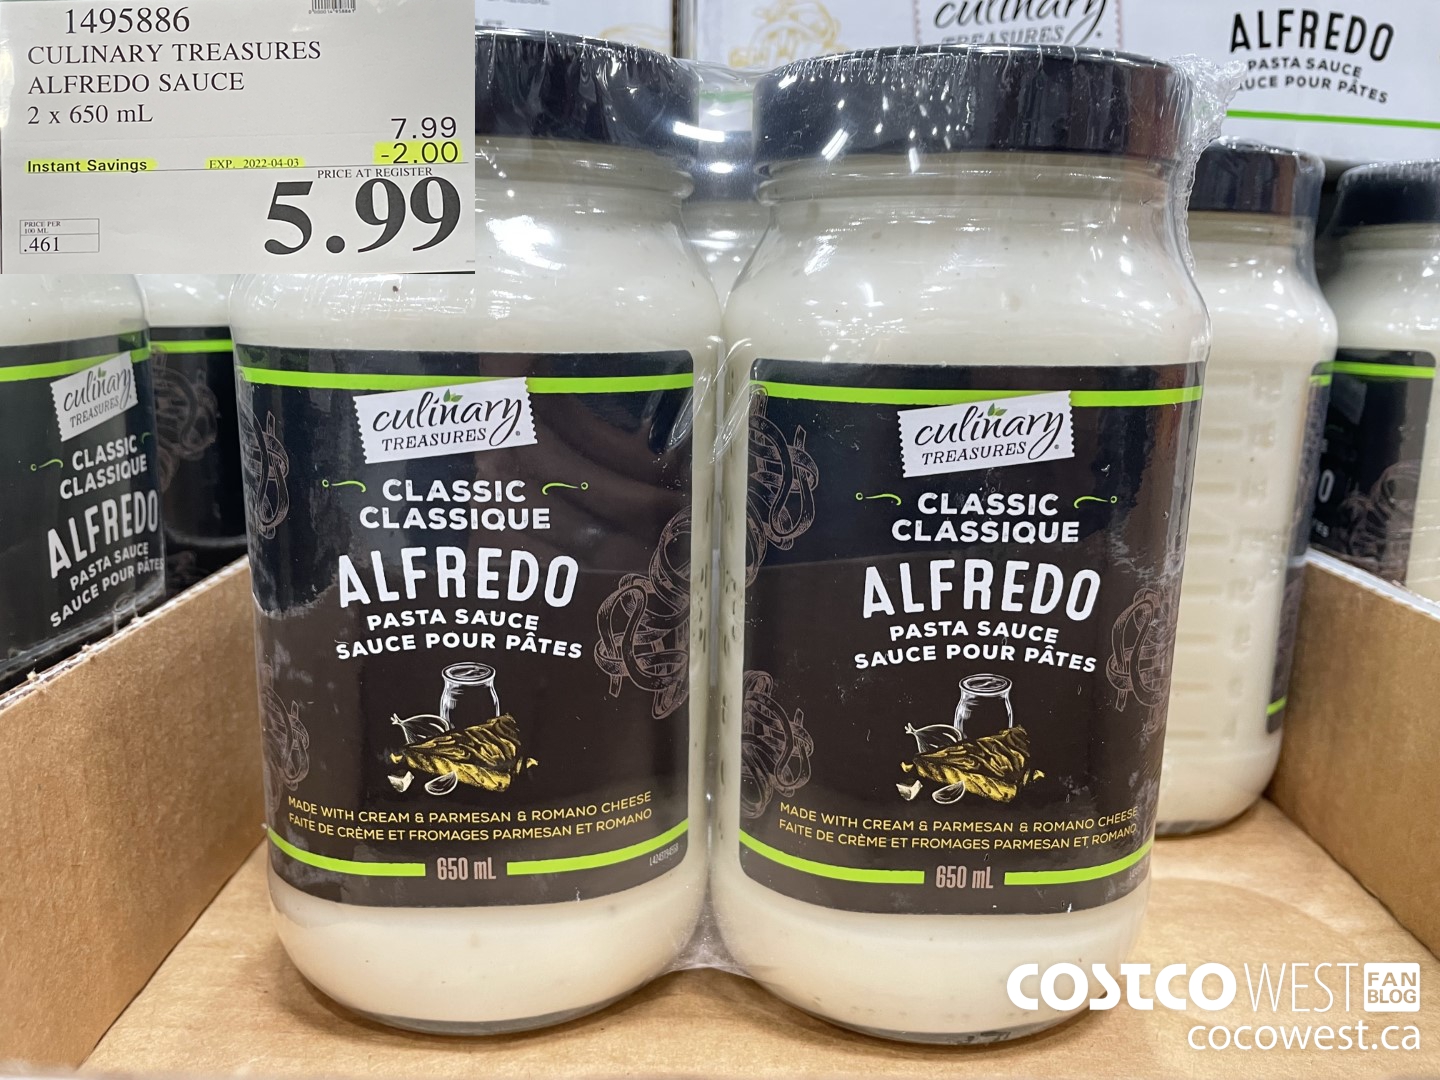 1495886
CULINARY TREASURES
ALFREDO SAUCE
2 x 650 mL
7.99
Instant Savings EXP. 2022-04-03 -2.00
PRICE AT REGISTER
5.99
PRICE PER
100 ML
.461
culinary
TREASURES
ALFREDO
PASTA SAUCE
SAUCE POUR PÂTES
culinary
TREASURES
CLASSIC
CLASSIQUE
ALFREDO
PASTA SAUCE
SAUCE POUR PÂTES
culinary
TREASURES
CLASSIC
CLASSIQUE
ALFREDO
PASTA SAUCE
SAUCE POUR PÂTES
MADE WITH CREAM & PARMESAN & ROMANO CHEESE
FAITE DE CRÈME ET FROMAGES PARMESAN ET ROMANO
650 mL
culinary
TREASURES
CLASSIC
CLASSIQUE
ALFREDO
PASTA SAUCE
SAUCE POUR PÂTES
MADE WITH CREAM & PARMESAN & ROMANO CHEESE
FAITE DE CRÈME ET FROMAGES PARMESAN ET ROMANO
650 mL
COSTCO WEST FAN
BLOG
cocowest.ca